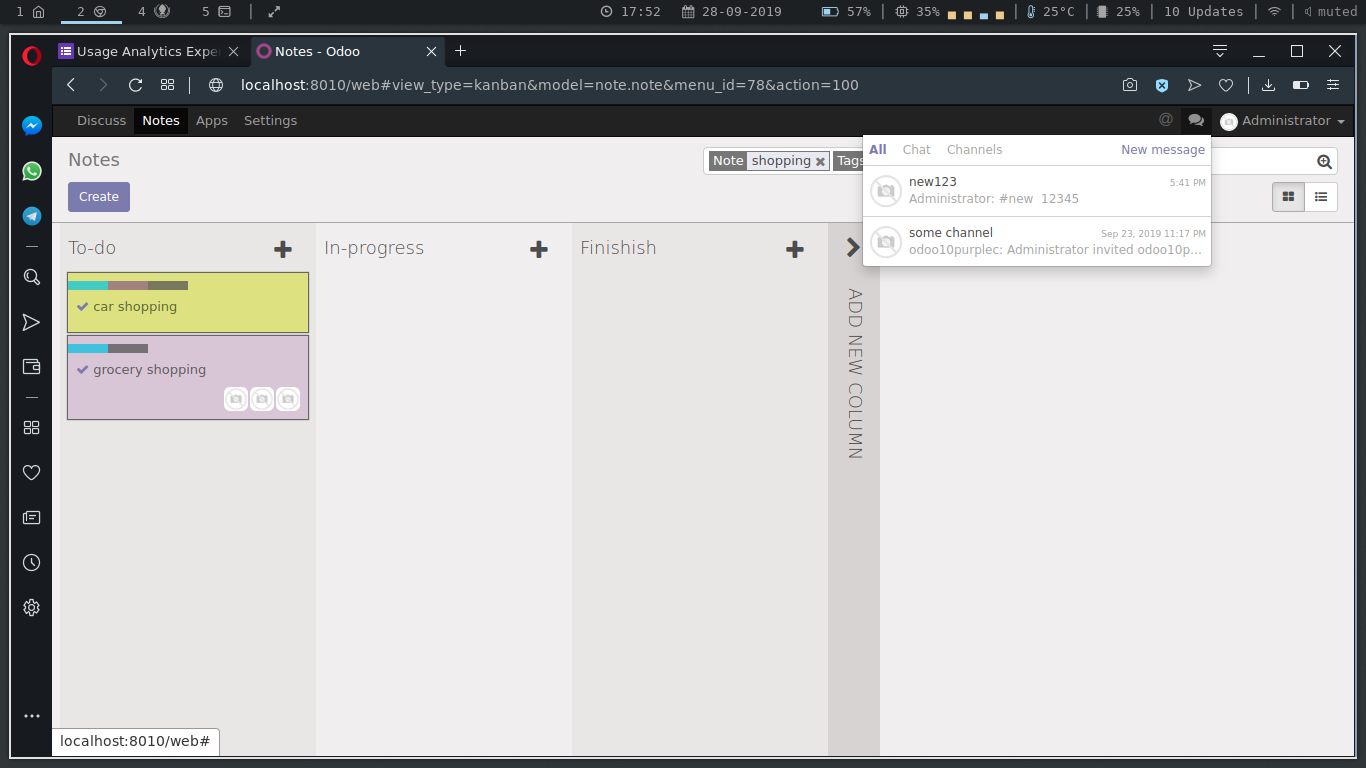 1 2 4 5 17:52 28-09-2019 57% 35% 25°C 25% 10 Updates muted
Usage Analytics Expe Notes - Odoo
localhost:8010/web#view_type=kanban&model=note.note&menu_id=78&action=100
Discuss Notes Apps Settings @ Administrator
Notes
Note shopping Tags
Create
All Chat Channels New message
new123 5:41 PM
Administrator: #new 12345
some channel Sep 23, 2019 11:17 PM
odoo10purplec: Administrator invited odoo10p...
To-do In-progress Finishish
car shopping
grocery shopping
ADD NEW COLUMN
localhost:8010/web#